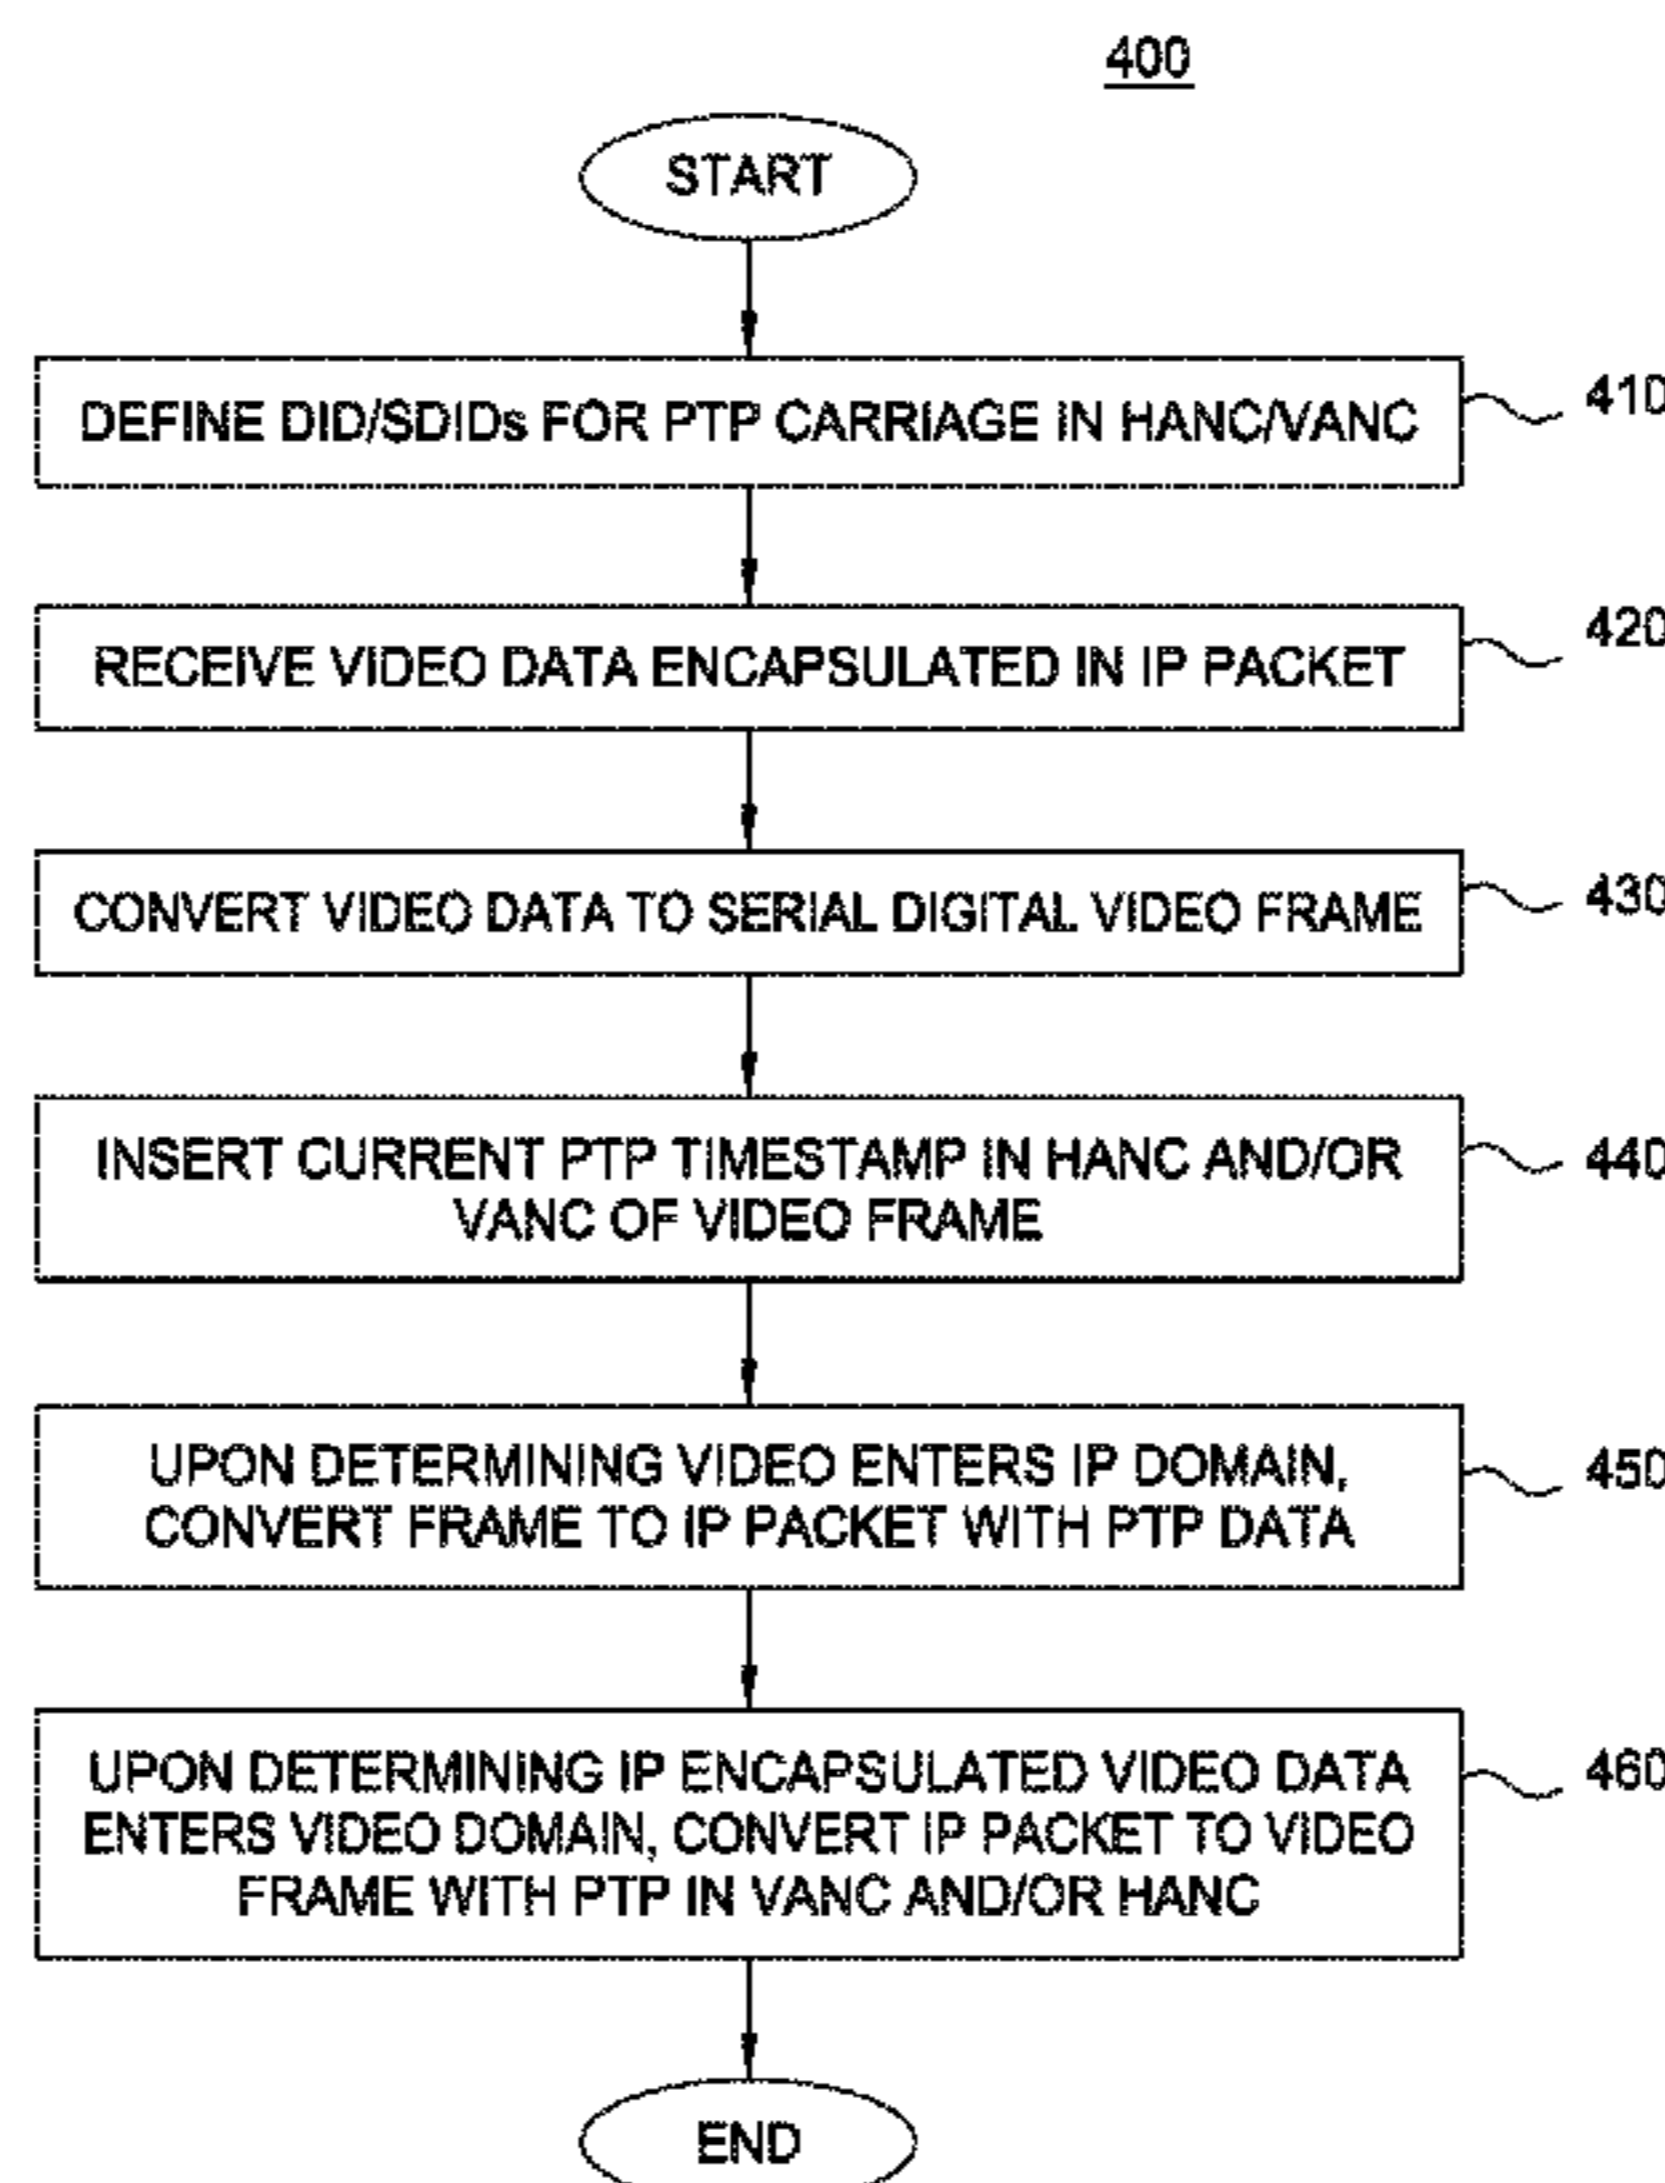 400
START
DEFINE DID/SDIDs FOR PTP CARRIAGE IN HANC/VANC
410
RECEIVE VIDEO DATA ENCAPSULATED IN IP PACKET
420
CONVERT VIDEO DATA TO SERIAL DIGITAL VIDEO FRAME
430
INSERT CURRENT PTP TIMESTAMP IN HANC AND/OR
VANC OF VIDEO FRAME
440
UPON DETERMINING VIDEO ENTERS IP DOMAIN,
CONVERT FRAME TO IP PACKET WITH PTP DATA
450
UPON DETERMINING IP ENCAPSULATED VIDEO DATA
ENTERS VIDEO DOMAIN, CONVERT IP PACKET TO VIDEO
FRAME WITH PTP IN VANC AND/OR HANC
460
END